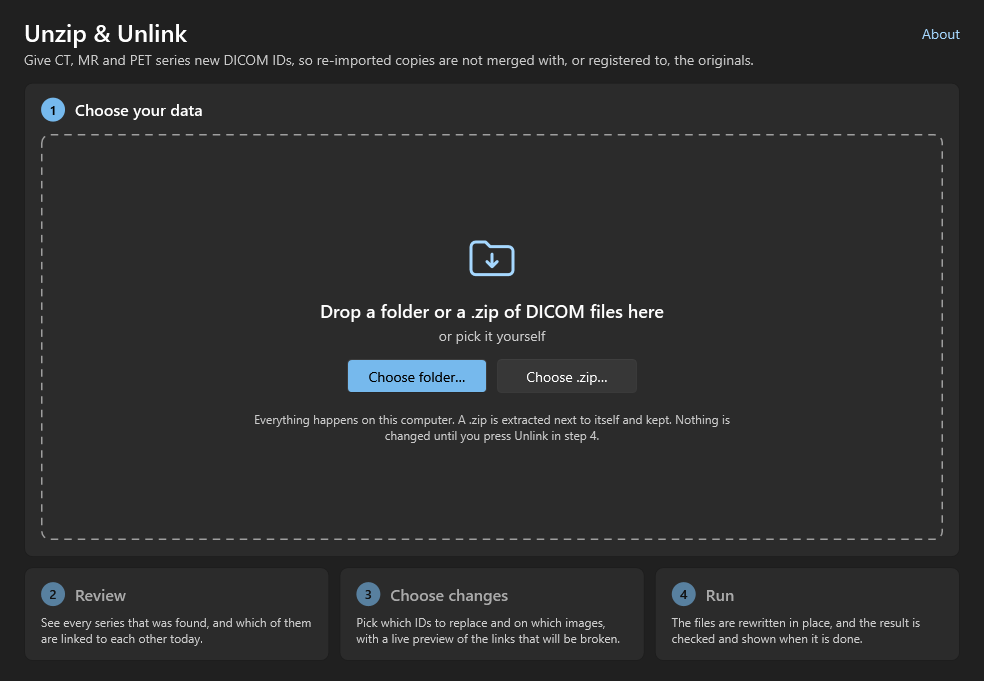 Unzip & Unlink
About
Give CT, MR and PET series new DICOM IDs, so re-imported copies are not merged with, or registered to, the originals.
1 Choose your data
Drop a folder or a .zip of DICOM files here
or pick it yourself
Choose folder...
Choose .zip...
Everything happens on this computer. A .zip is extracted next to itself and kept. Nothing is
changed until you press Unlink in step 4.
2 Review
See every series that was found, and which of them
are linked to each other today.
3 Choose changes
Pick which IDs to replace and on which images,
with a live preview of the links that will be broken.
4 Run
The files are rewritten in place, and the result is
checked and shown when it is done.